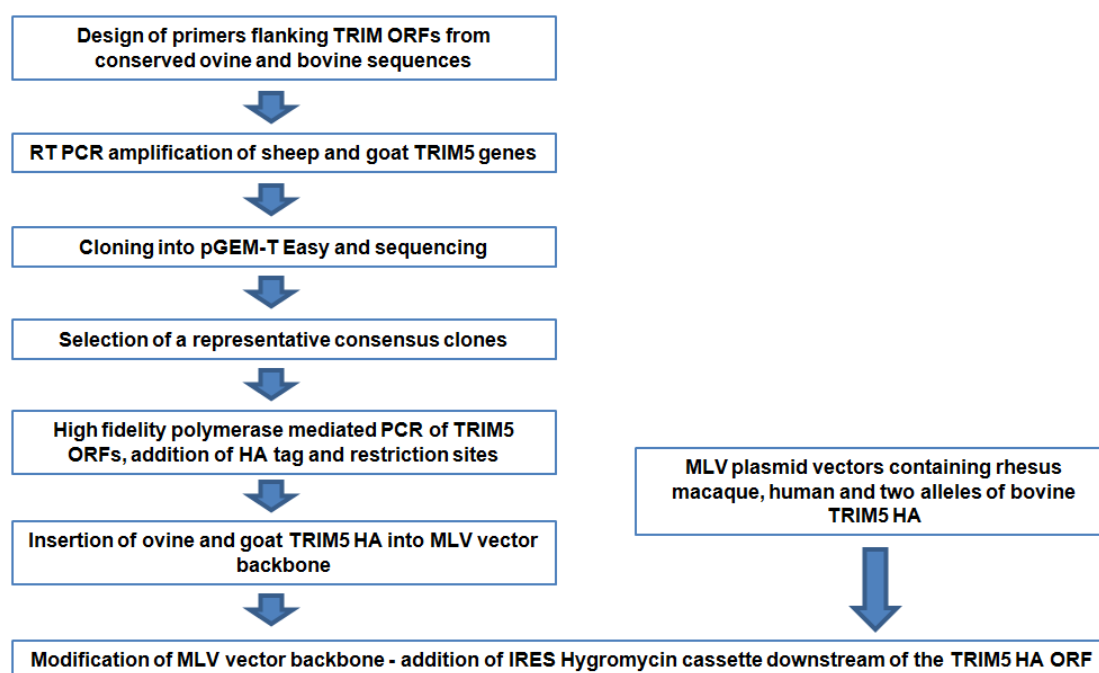 Design of primers flanking TRIM ORFs from
conserved ovine and bovine sequences
RT PCR amplification of sheep and goat TRIM5 genes
Cloning into pGEM-T Easy and sequencing
Selection of a representative consensus clones
High fidelity polymerase mediated PCR of TRIM5
ORFs, addition of HA tag and restriction sites
Insertion of ovine and goat TRIM5 HA into MLV vector
backbone
MLV plasmid vectors containing rhesus
macaque, human and two alleles of bovine
TRIM5 HA
Modification of MLV vector backbone - addition of IRES Hygromycin cassette downstream of the TRIM5 HA ORF